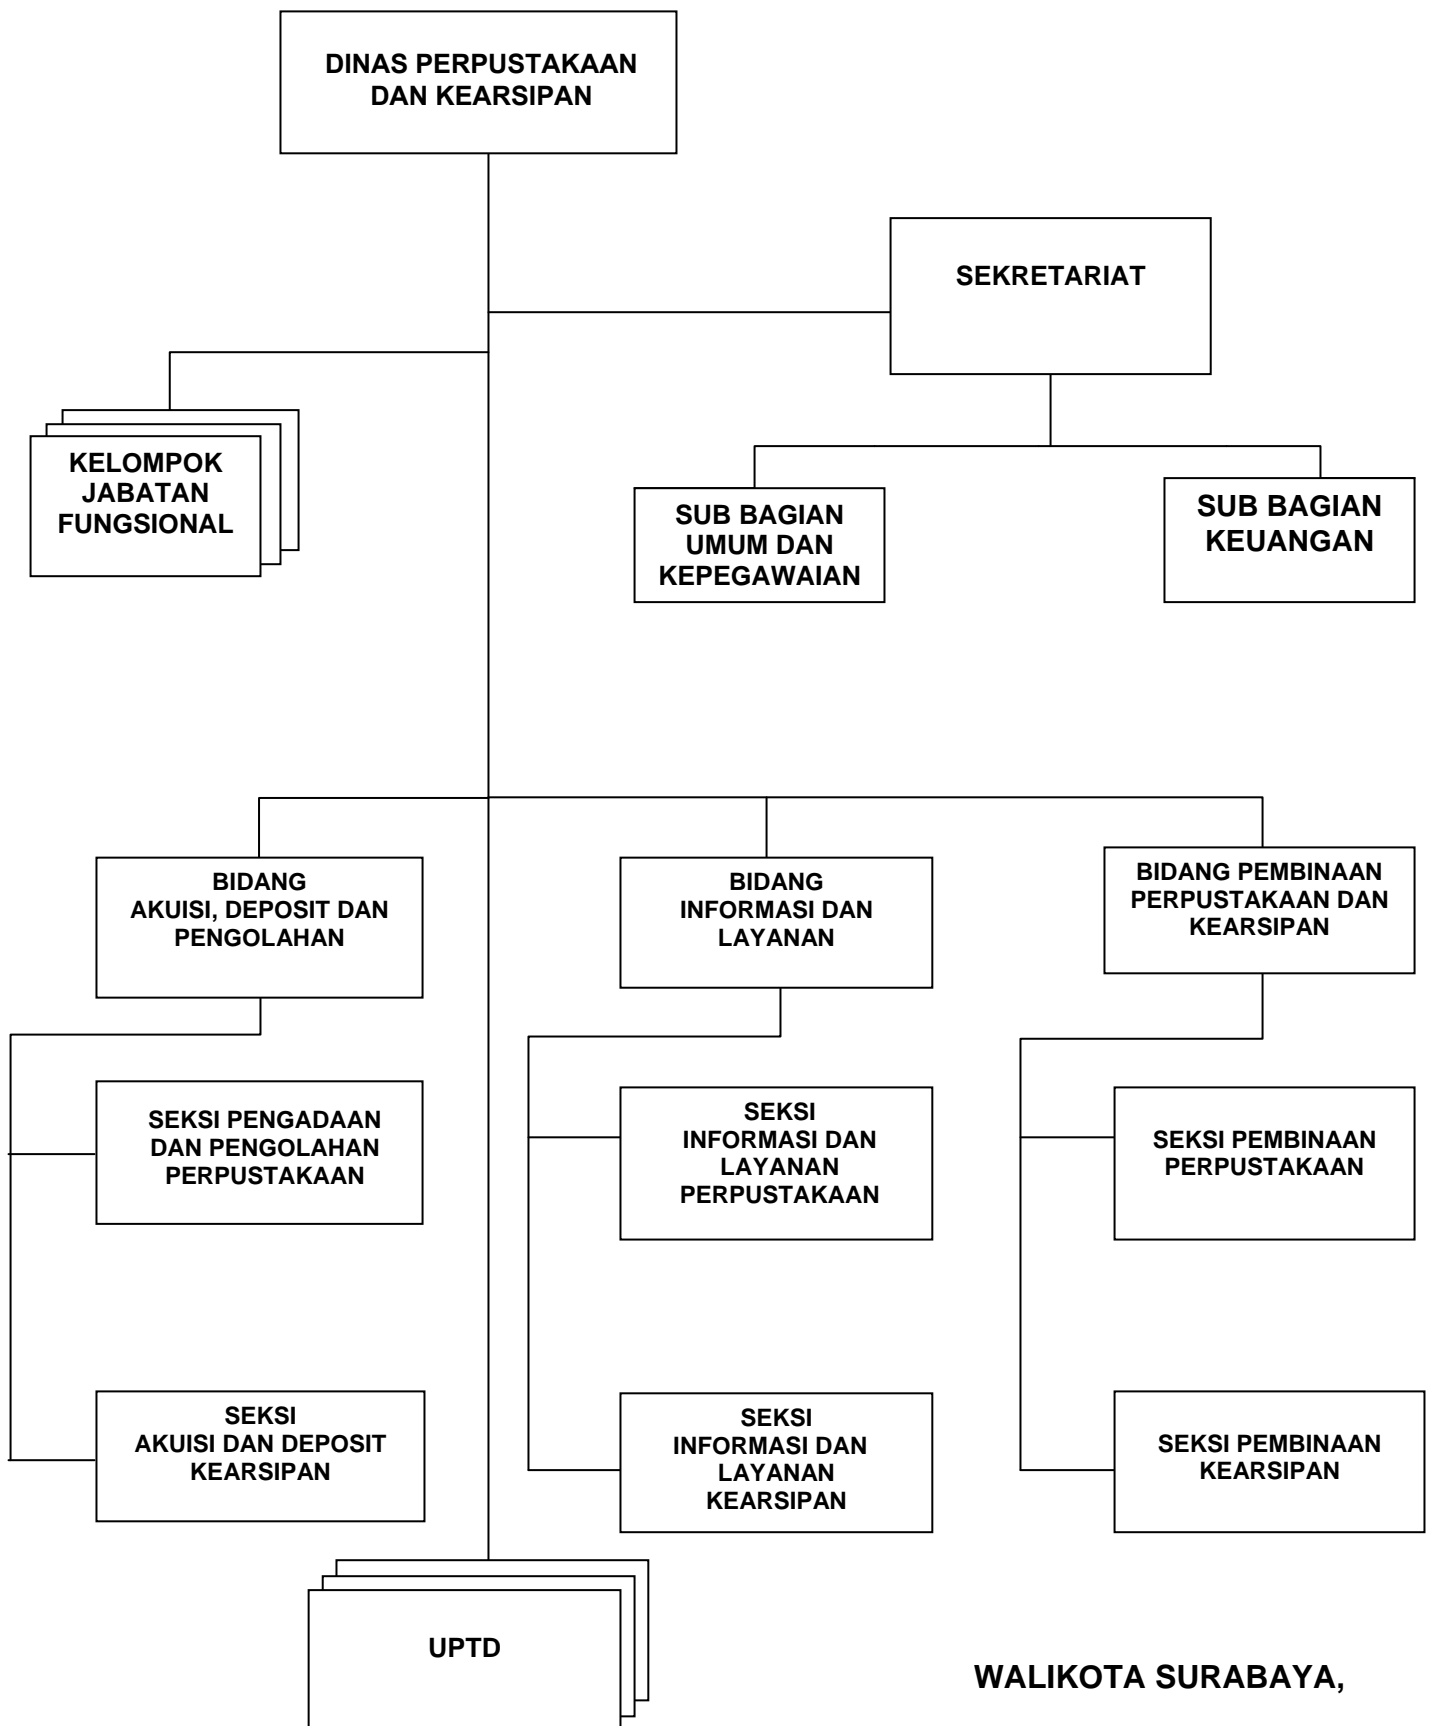 DINAS PERPUSTAKAAN
DAN KEARSIPAN
SEKRETARIAT
KELOMPOK
JABATAN
FUNGSIONAL
SUB BAGIAN
UMUM DAN
KEPEGAWAIAN
SUB BAGIAN
KEUANGAN
BIDANG
AKUISI, DEPOSIT DAN
PENGOLAHAN
BIDANG
INFORMASI DAN
LAYANAN
BIDANG PEMBINAAN
PERPUSTAKAAN DAN
KEARSIPAN
SEKSI PENGADAAN
DAN PENGOLAHAN
PERPUSTAKAAN
SEKSI
INFORMASI DAN
LAYANAN
PERPUSTAKAAN
SEKSI PEMBINAAN
PERPUSTAKAAN
SEKSI
AKUISI DAN DEPOSIT
KEARSIPAN
SEKSI
INFORMASI DAN
LAYANAN
KEARSIPAN
SEKSI PEMBINAAN
KEARSIPAN
UPTD
WALIKOTA SURABAYA,